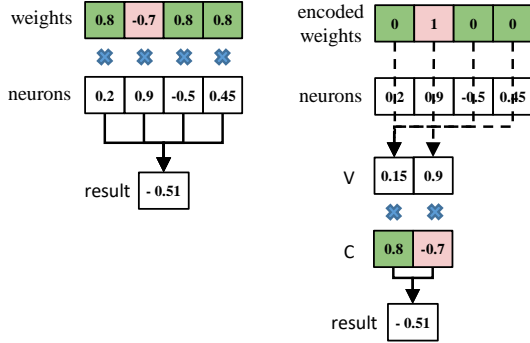 weights 0.8 -0.7 0.8 0.8
neurons 0.2 0.9 -0.5 0.45
result - 0.51
encoded
weights 0 1 0 0
neurons 0.2 0.9 -0.5 0.45
V 0.15 0.9
C 0.8 -0.7
result - 0.51